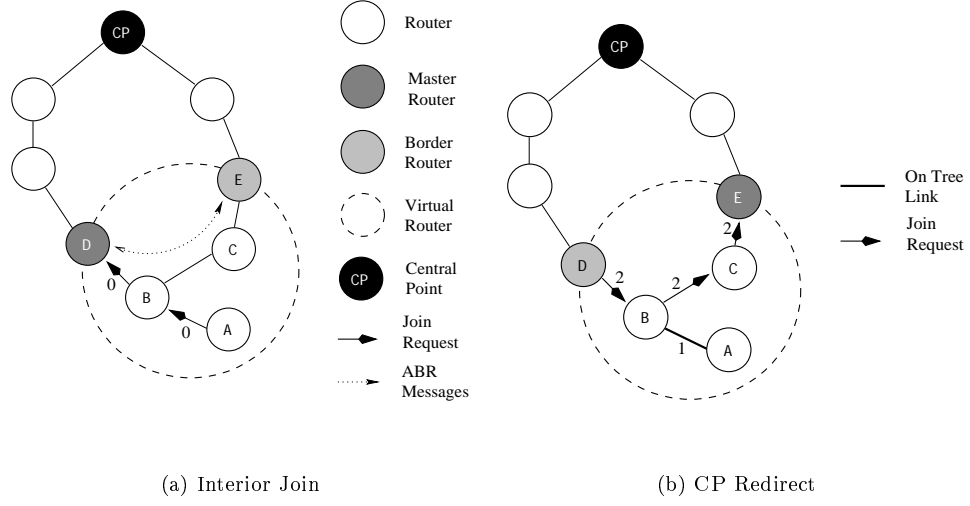 CP
E
D
C
B
A
0
0
Router
Master
Router
Border
Router
Virtual
Router
CP
Central
Point
Join
Request
ABR
Messages
(a) Interior Join
CP
E
D
C
B
A
2
2
2
1
On Tree
Link
Join
Request
(b) CP Redirect